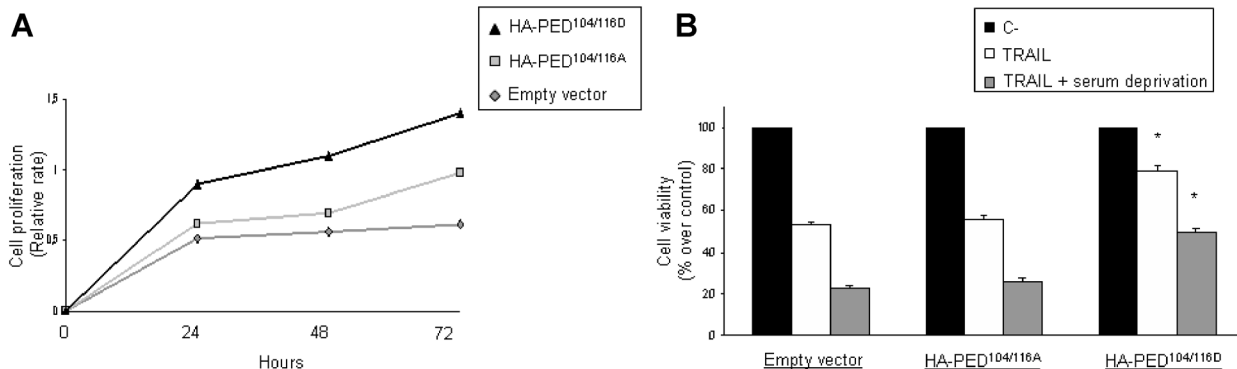 A
HA-PED104/116D
HA-PED104/116A
Empty vector
Cell proliferation
(Relative rate)
1,5
1
0,5
0
0 24 48 72
Hours
B
C-
TRAIL
TRAIL + serum deprivation
Cell viability
(% over control)
100
80
60
40
20
0
* *
Empty vector HA-PED104/116A HA-PED104/116D